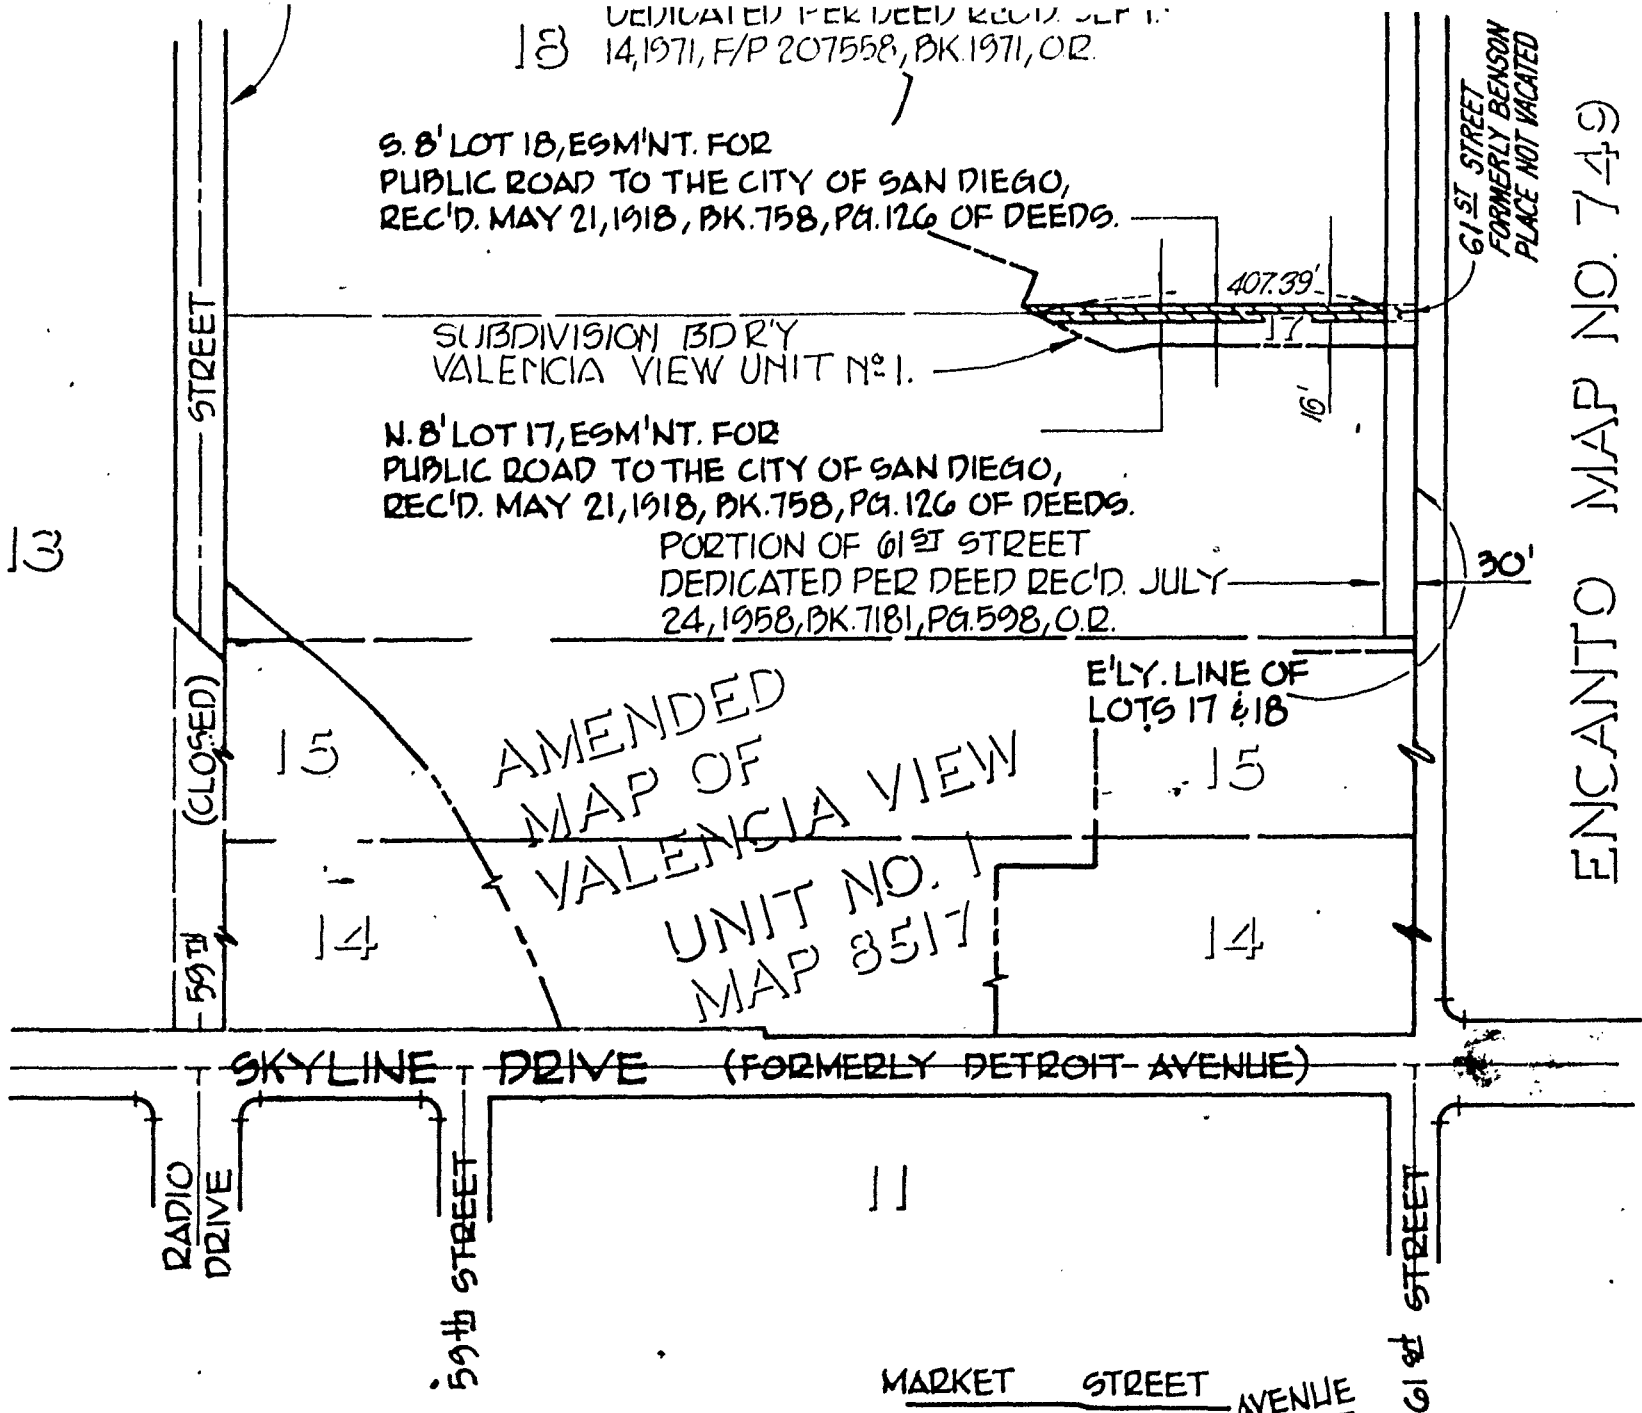 DEDICATED PER DEED REC'D. SEPT.
18
14,1971, F/P 207558, BK.1971, O.R.
S. 8' LOT 18, ESM'NT. FOR
PUBLIC ROAD TO THE CITY OF SAN DIEGO,
REC'D. MAY 21, 1918, BK. 758, PG. 126 OF DEEDS.
61ST STREET
FORMERLY BENSON
PLACE NOT VACATED
ENCANTO MAP NO. 749
STREET
407.39'
17
16'
SUBDIVISION BDR'Y
VALENCIA VIEW UNIT Nº 1.
N. 8' LOT 17, ESM'NT. FOR
PUBLIC ROAD TO THE CITY OF SAN DIEGO,
REC'D. MAY 21, 1918, BK. 758, PG. 126 OF DEEDS.
13
PORTION OF 61ST STREET
DEDICATED PER DEED REC'D. JULY
24, 1958, BK. 7181, PG. 598, O.R.
30'
E'LY. LINE OF
LOTS 17 & 18
(CLOSED)
15
AMENDED
MAP OF
VALENCIA VIEW
UNIT NO. 1
MAP 8517
15
59TH
14
14
SKYLINE DRIVE (FORMERLY DETROIT AVENUE)
RADIO
DRIVE
59th STREET
11
61st STREET
MARKET STREET
AVENUE